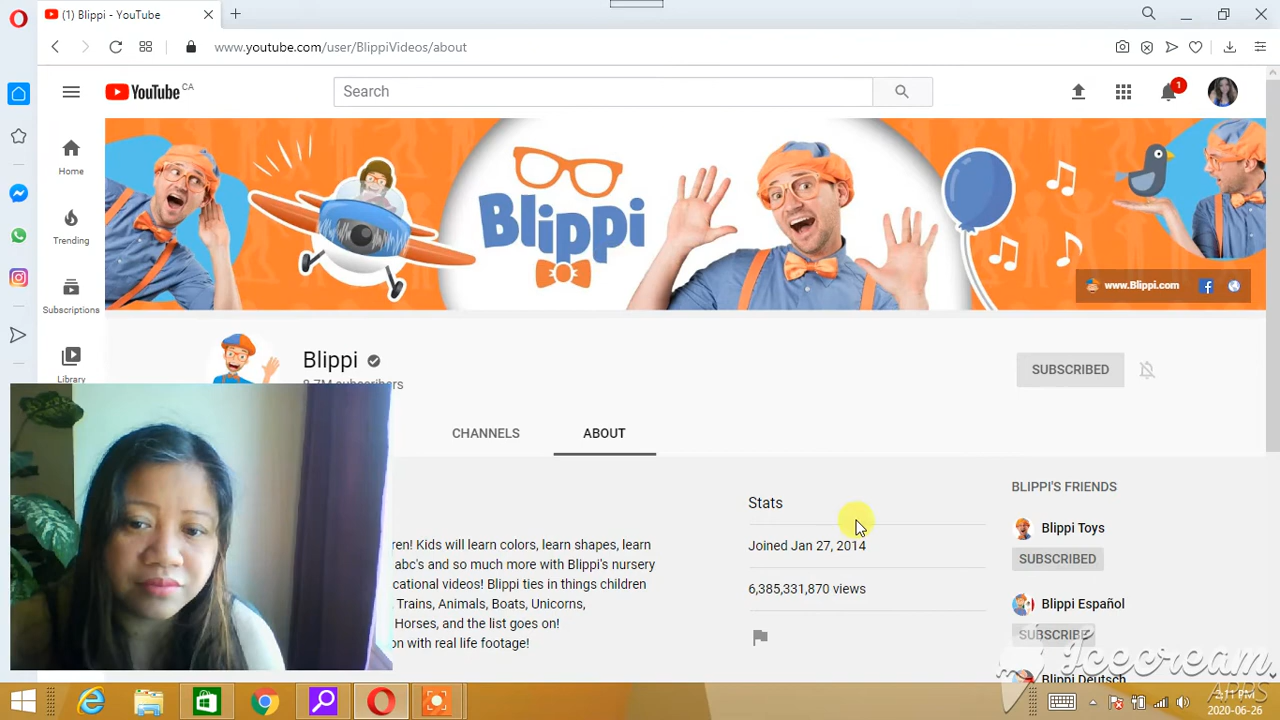 (1) Blippi - YouTube
www.youtube.com/user/BlippiVideos/about
YouTube CA
Search
1
Home
Trending
Subscriptions
Library
Blippi
www.Blippi.com
Blippi
8.7M subscribers
SUBSCRIBED
CHANNELS
ABOUT
ren! Kids will learn colors, learn shapes, learn
abc's and so much more with Blippi's nursery
cational videos! Blippi ties in things children
Trains, Animals, Boats, Unicorns,
Horses, and the list goes on!
on with real life footage!
Stats
Joined Jan 27, 2014
6,385,331,870 views
BLIPPI'S FRIENDS
Blippi Toys
SUBSCRIBED
Blippi Español
SUBSCRIBE
Blippi Deutsch
Icecream
APPS
2020-06-26